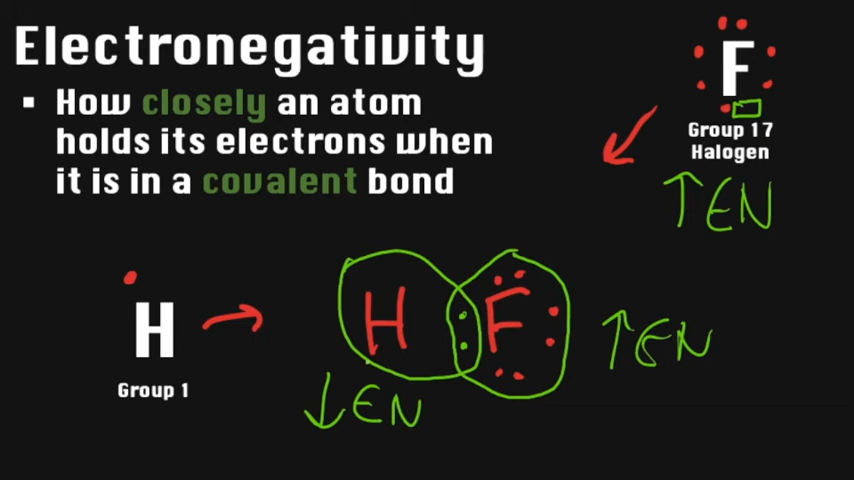 Electronegativity
▪ How closely an atom
holds its electrons when
it is in a covalent bond
F
Group 17
Halogen
↑EN
H
Group 1
H F
↑EN
↓EN